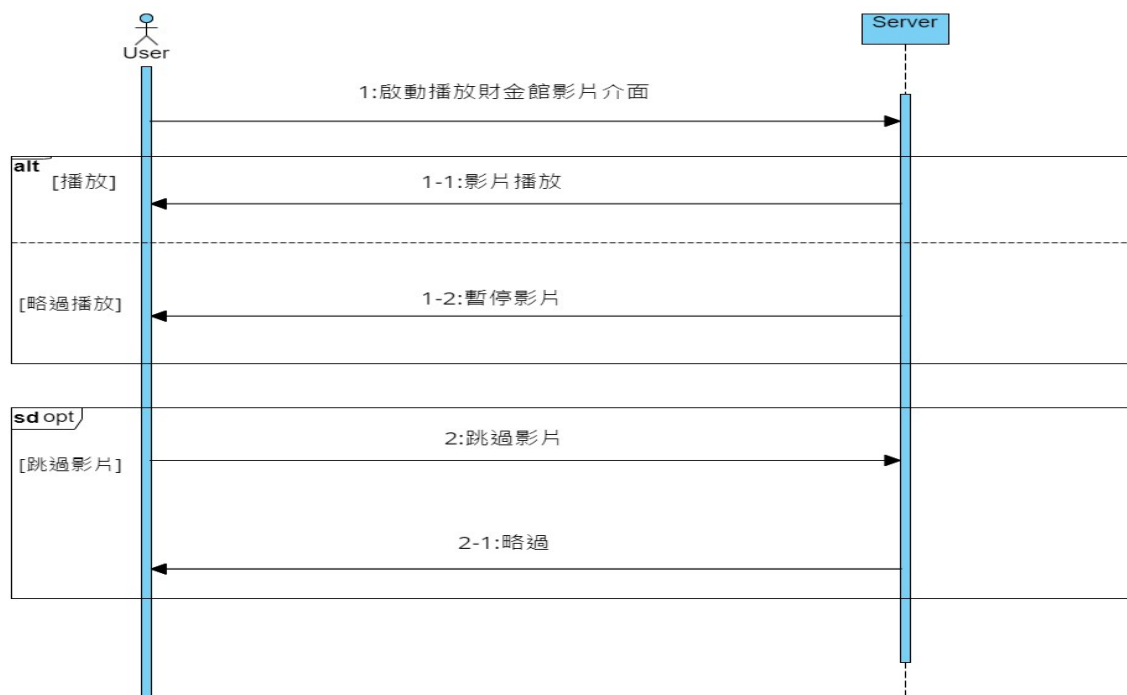 User
Server
1:啟動播放財金館影片介面
alt
[播放]
1-1:影片播放
[略過播放]
1-2:暫停影片
sd opt
2:跳過影片
[跳過影片]
2-1:略過